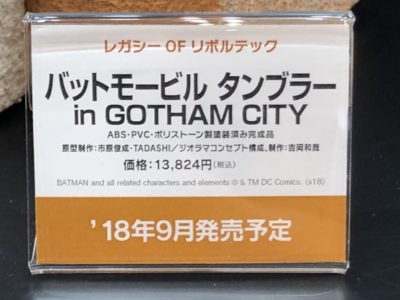 レガシー OF リボルテック
バットモービル タンブラー
in GOTHAM CITY
ABS・PVC・ポリストーン製塗装済み完成品
原型制作：市原俊成・TADASHI／ジオラマコンセプト構成、制作：吉岡和哉
価格：13,824円(税込)
BATMAN and all related characters and elements © & TM DC Comics. (s18)
’18年9月発売予定